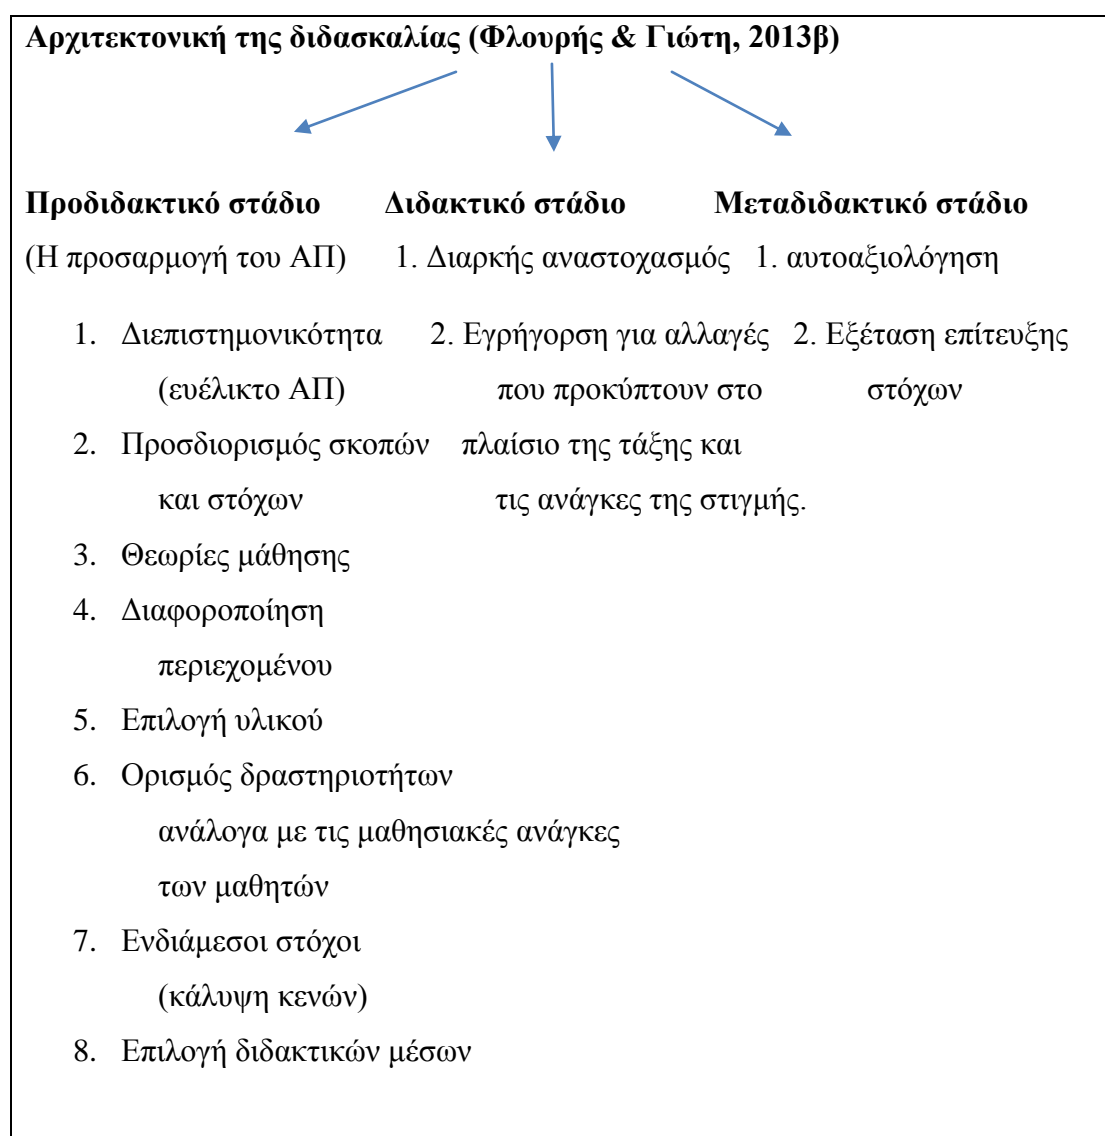 Αρχιτεκτονική της διδασκαλίας (Φλουρής & Γιώτη, 2013β)
Προδιδακτικό στάδιο Διδακτικό στάδιο Μεταδιδακτικό στάδιο
(Η προσαρμογή του ΑΠ) 1. Διαρκής αναστοχασμός 1. αυτοαξιολόγηση
1. Διεπιστημονικότητα 2. Εγρήγορση για αλλαγές 2. Εξέταση επίτευξης
(ευέλικτο ΑΠ) που προκύπτουν στο στόχων
2. Προσδιορισμός σκοπών πλαίσιο της τάξης και
και στόχων τις ανάγκες της στιγμής.
3. Θεωρίες μάθησης
4. Διαφοροποίηση
περιεχομένου
5. Επιλογή υλικού
6. Ορισμός δραστηριοτήτων
ανάλογα με τις μαθησιακές ανάγκες
των μαθητών
7. Ενδιάμεσοι στόχοι
(κάλυψη κενών)
8. Επιλογή διδακτικών μέσων